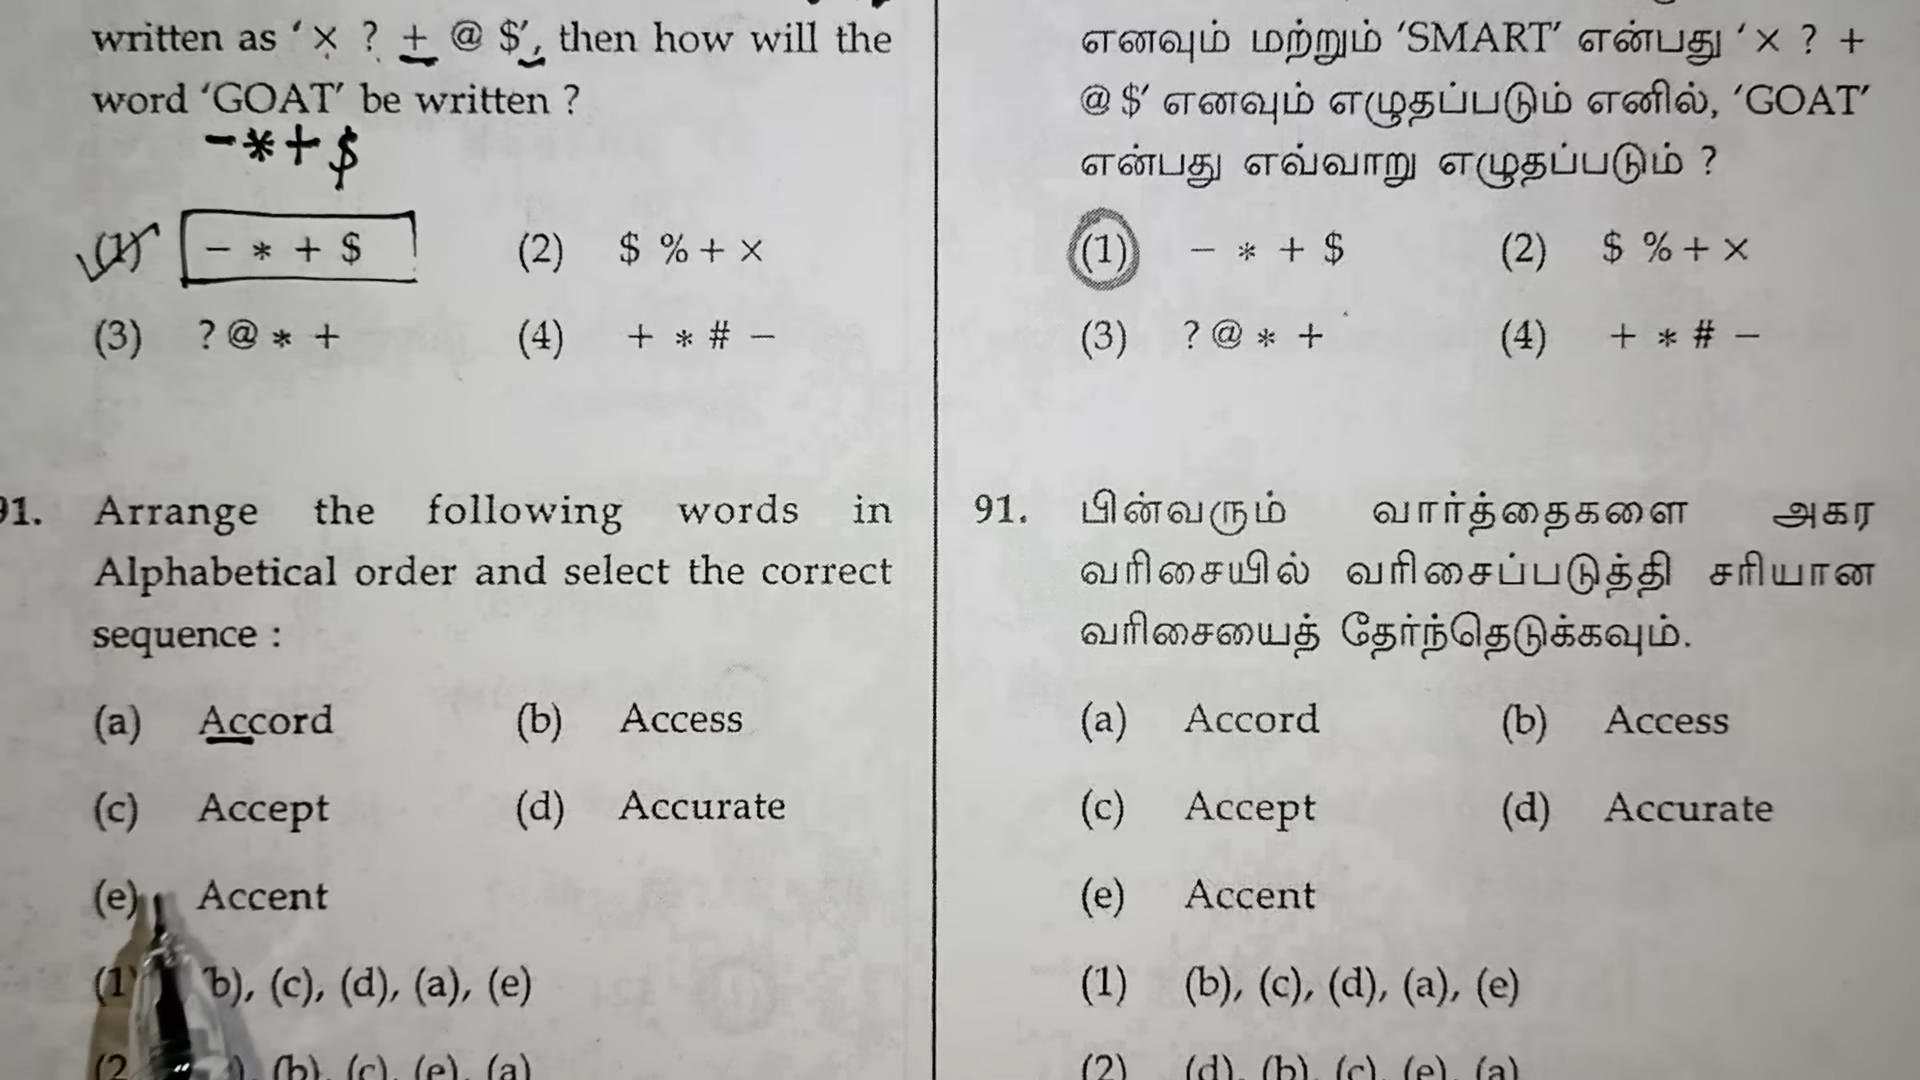 written as ‘ × ? + @ $’, then how will the
word ‘GOAT’ be written ?
− * + $
(1) − * + $ (2) $ % + ×
(3) ? @ * + (4) + * # −
91. Arrange the following words in
Alphabetical order and select the correct
sequence :
(a) Accord (b) Access
(c) Accept (d) Accurate
(e) Accent
(1) b), (c), (d), (a), (e)
(2 ), (b), (c), (e), (a)
எனவும் மற்றும் ‘SMART’ என்பது ‘ × ? +
@ $’ எனவும் எழுதப்படும் எனில், ‘GOAT’
என்பது எவ்வாறு எழுதப்படும் ?
(1) − * + $ (2) $ % + ×
(3) ? @ * + (4) + * # −
91. பின்வரும் வார்த்தைகளை அகர
வரிசையில் வரிசைப்படுத்தி சரியான
வரிசையைத் தேர்ந்தெடுக்கவும்.
(a) Accord (b) Access
(c) Accept (d) Accurate
(e) Accent
(1) (b), (c), (d), (a), (e)
(2) (d), (b), (c), (e), (a)